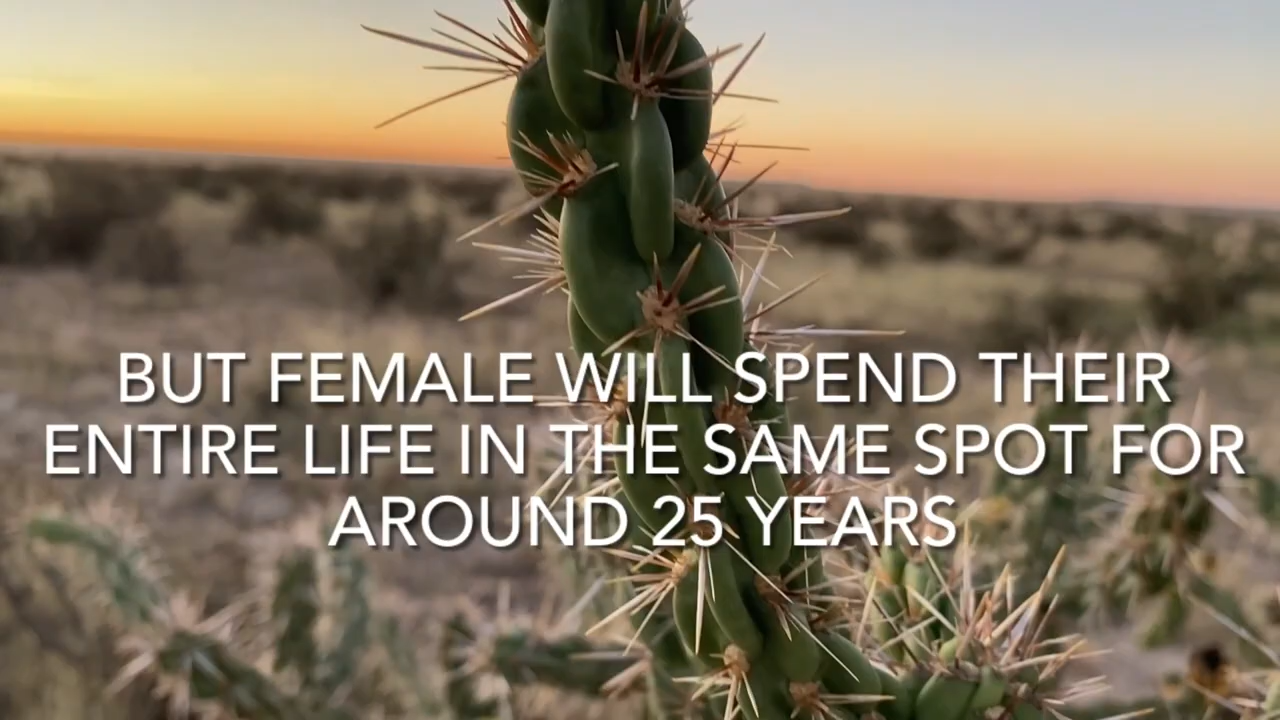 BUT FEMALE WILL SPEND THEIR
ENTIRE LIFE IN THE SAME SPOT FOR
AROUND 25 YEARS